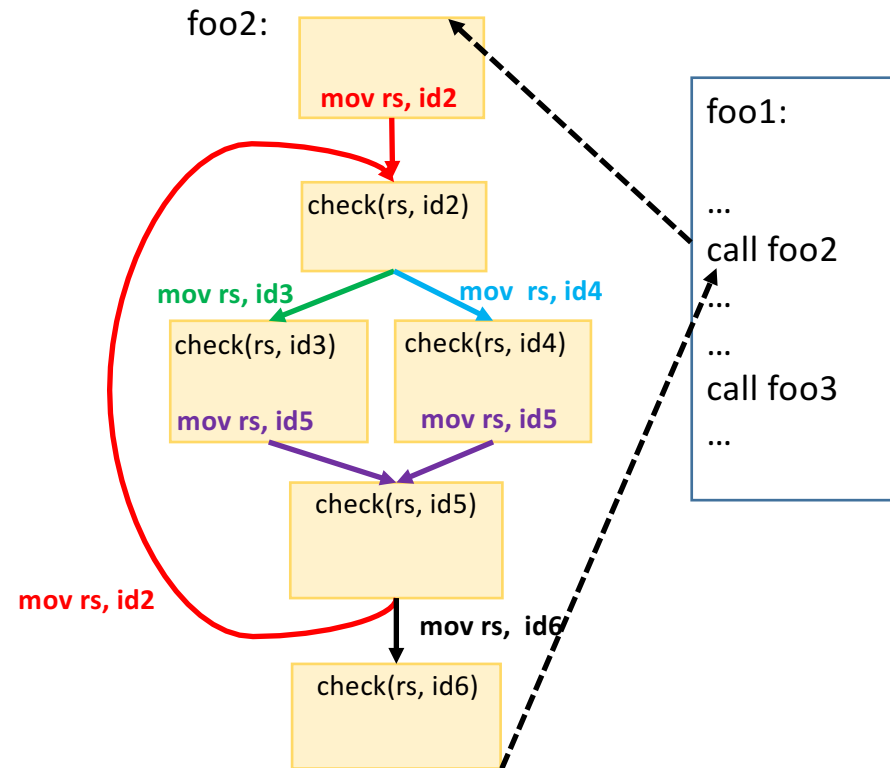 foo2:
mov rs, id2
check(rs, id2)
mov rs, id3
mov rs, id4
check(rs, id3)
check(rs, id4)
mov rs, id5
mov rs, id5
check(rs, id5)
mov rs, id2
mov rs, id6
check(rs, id6)
foo1:
...
call foo2
...
...
call foo3
...